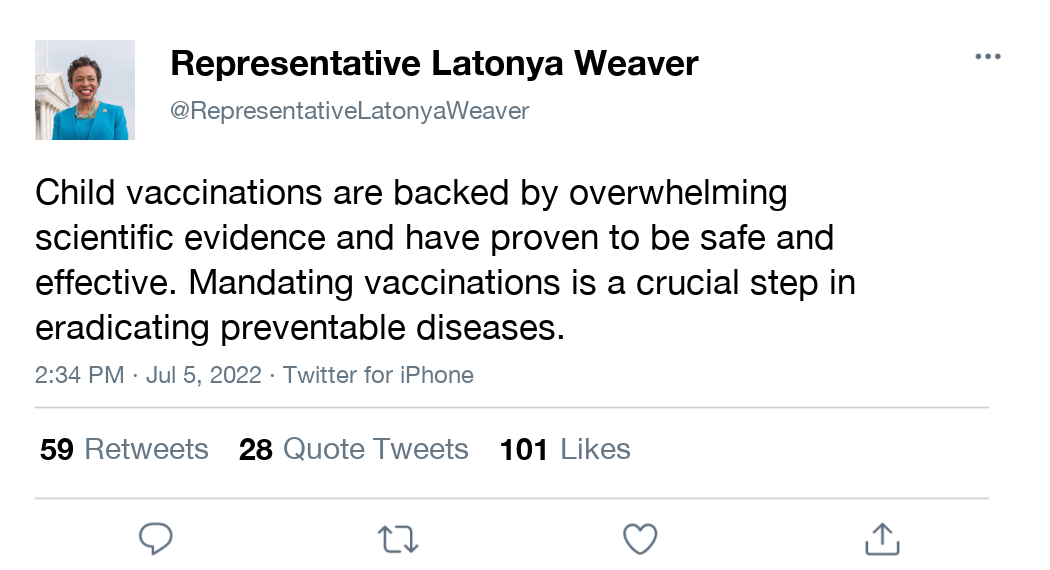 Representative Latonya Weaver
@RepresentativeLatonyaWeaver
Child vaccinations are backed by overwhelming
scientific evidence and have proven to be safe and
effective. Mandating vaccinations is a crucial step in
eradicating preventable diseases.
2:34 PM · Jul 5, 2022 · Twitter for iPhone
59 Retweets 28 Quote Tweets 101 Likes